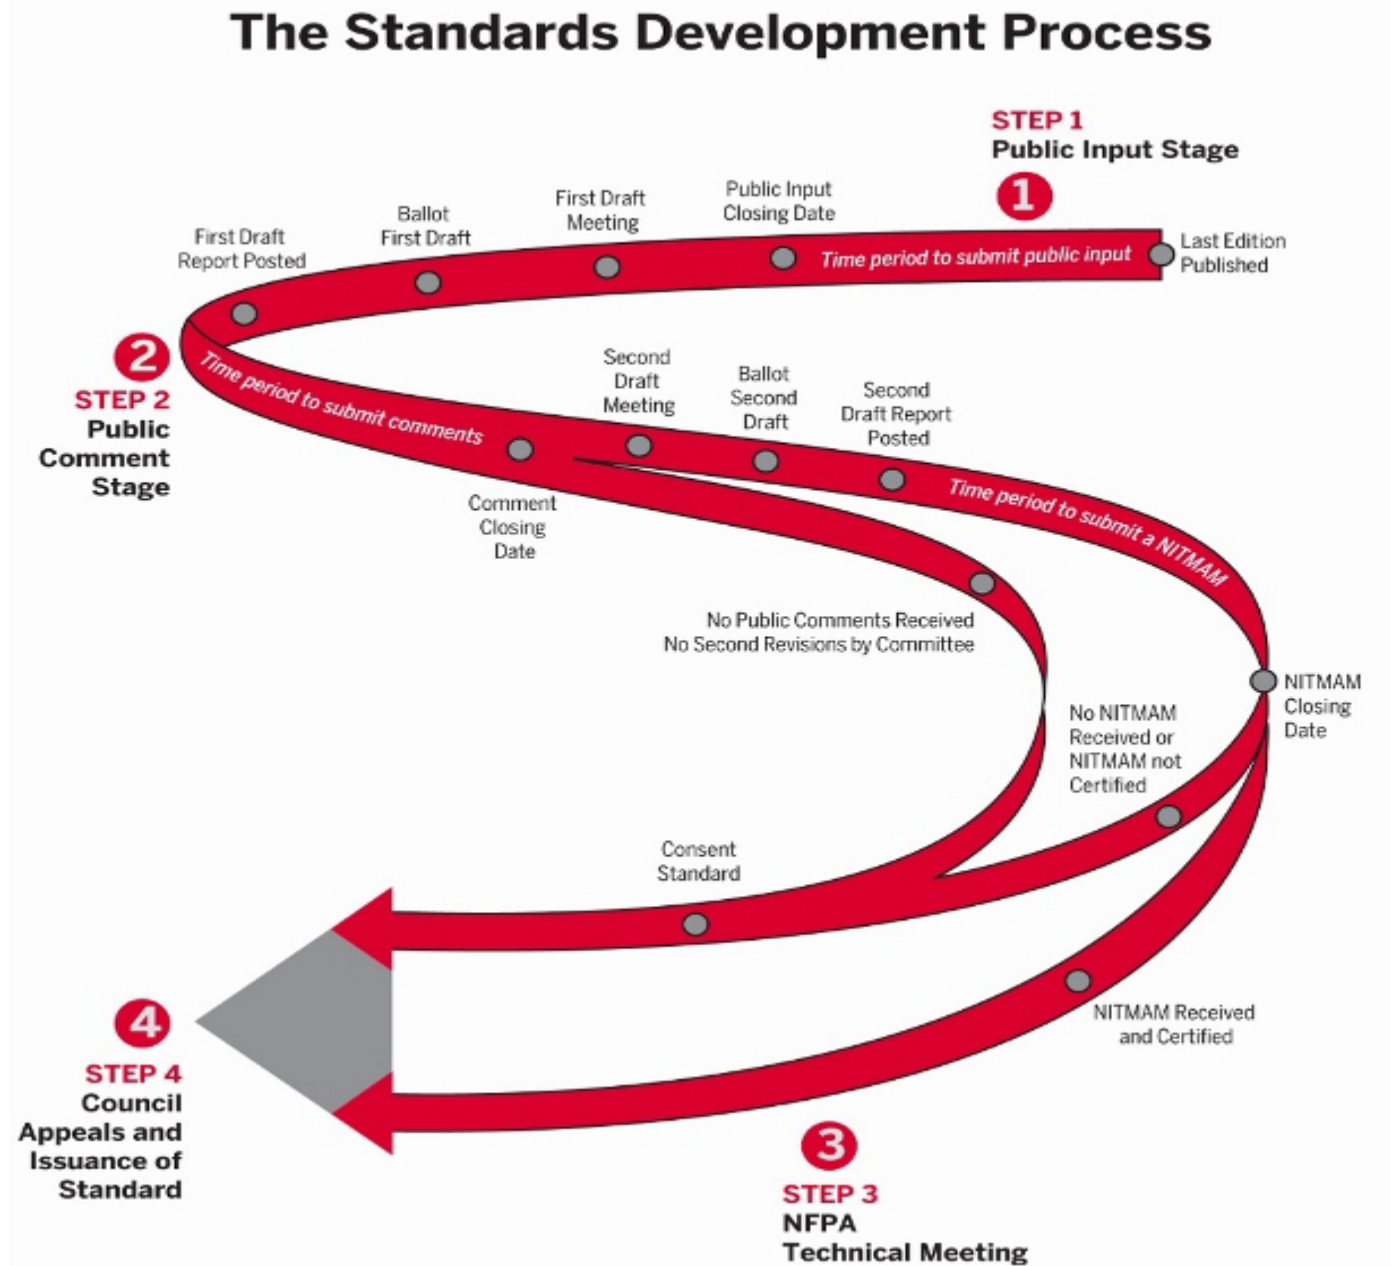 The Standards Development Process
STEP 1
Public Input Stage
1
Last Edition
Published
Time period to submit public input
Public Input
Closing Date
First Draft
Meeting
Ballot
First Draft
First Draft
Report Posted
2
STEP 2
Public
Comment
Stage
Time period to submit comments
Comment
Closing
Date
Second
Draft
Meeting
Ballot
Second
Draft
Second
Draft Report
Posted
Time period to submit a NITMAM
No Public Comments Received
No Second Revisions by Committee
NITMAM
Closing
Date
No NITMAM
Received or
NITMAM not
Certified
Consent
Standard
NITMAM Received
and Certified
3
STEP 3
NFPA
Technical Meeting
4
STEP 4
Council
Appeals and
Issuance of
Standard